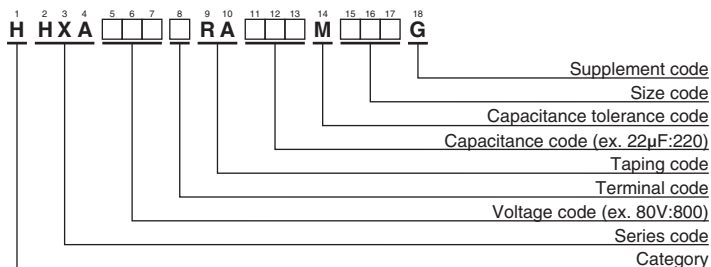 1 2 3 4 5 6 7 8 9 10 11 12 13 14 15 16 17 18
H HXA □□□ □ RA □□□ M □□□ G
Supplement code
Size code
Capacitance tolerance code
Capacitance code (ex. 22µF:220)
Taping code
Terminal code
Voltage code (ex. 80V:800)
Series code
Category